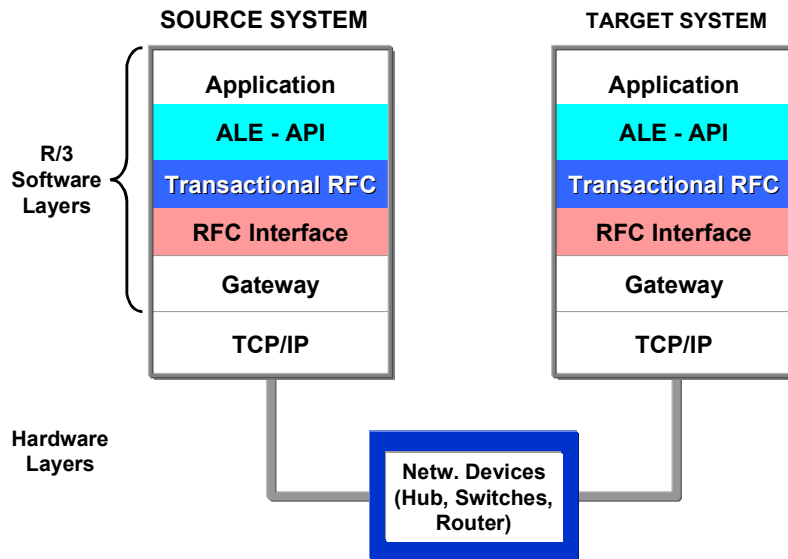 SOURCE SYSTEM
TARGET SYSTEM
Application
ALE - API
Transactional RFC
RFC Interface
Gateway
TCP/IP
Application
ALE - API
Transactional RFC
RFC Interface
Gateway
TCP/IP
R/3
Software
Layers
Hardware
Layers
Netw. Devices
(Hub, Switches,
Router)